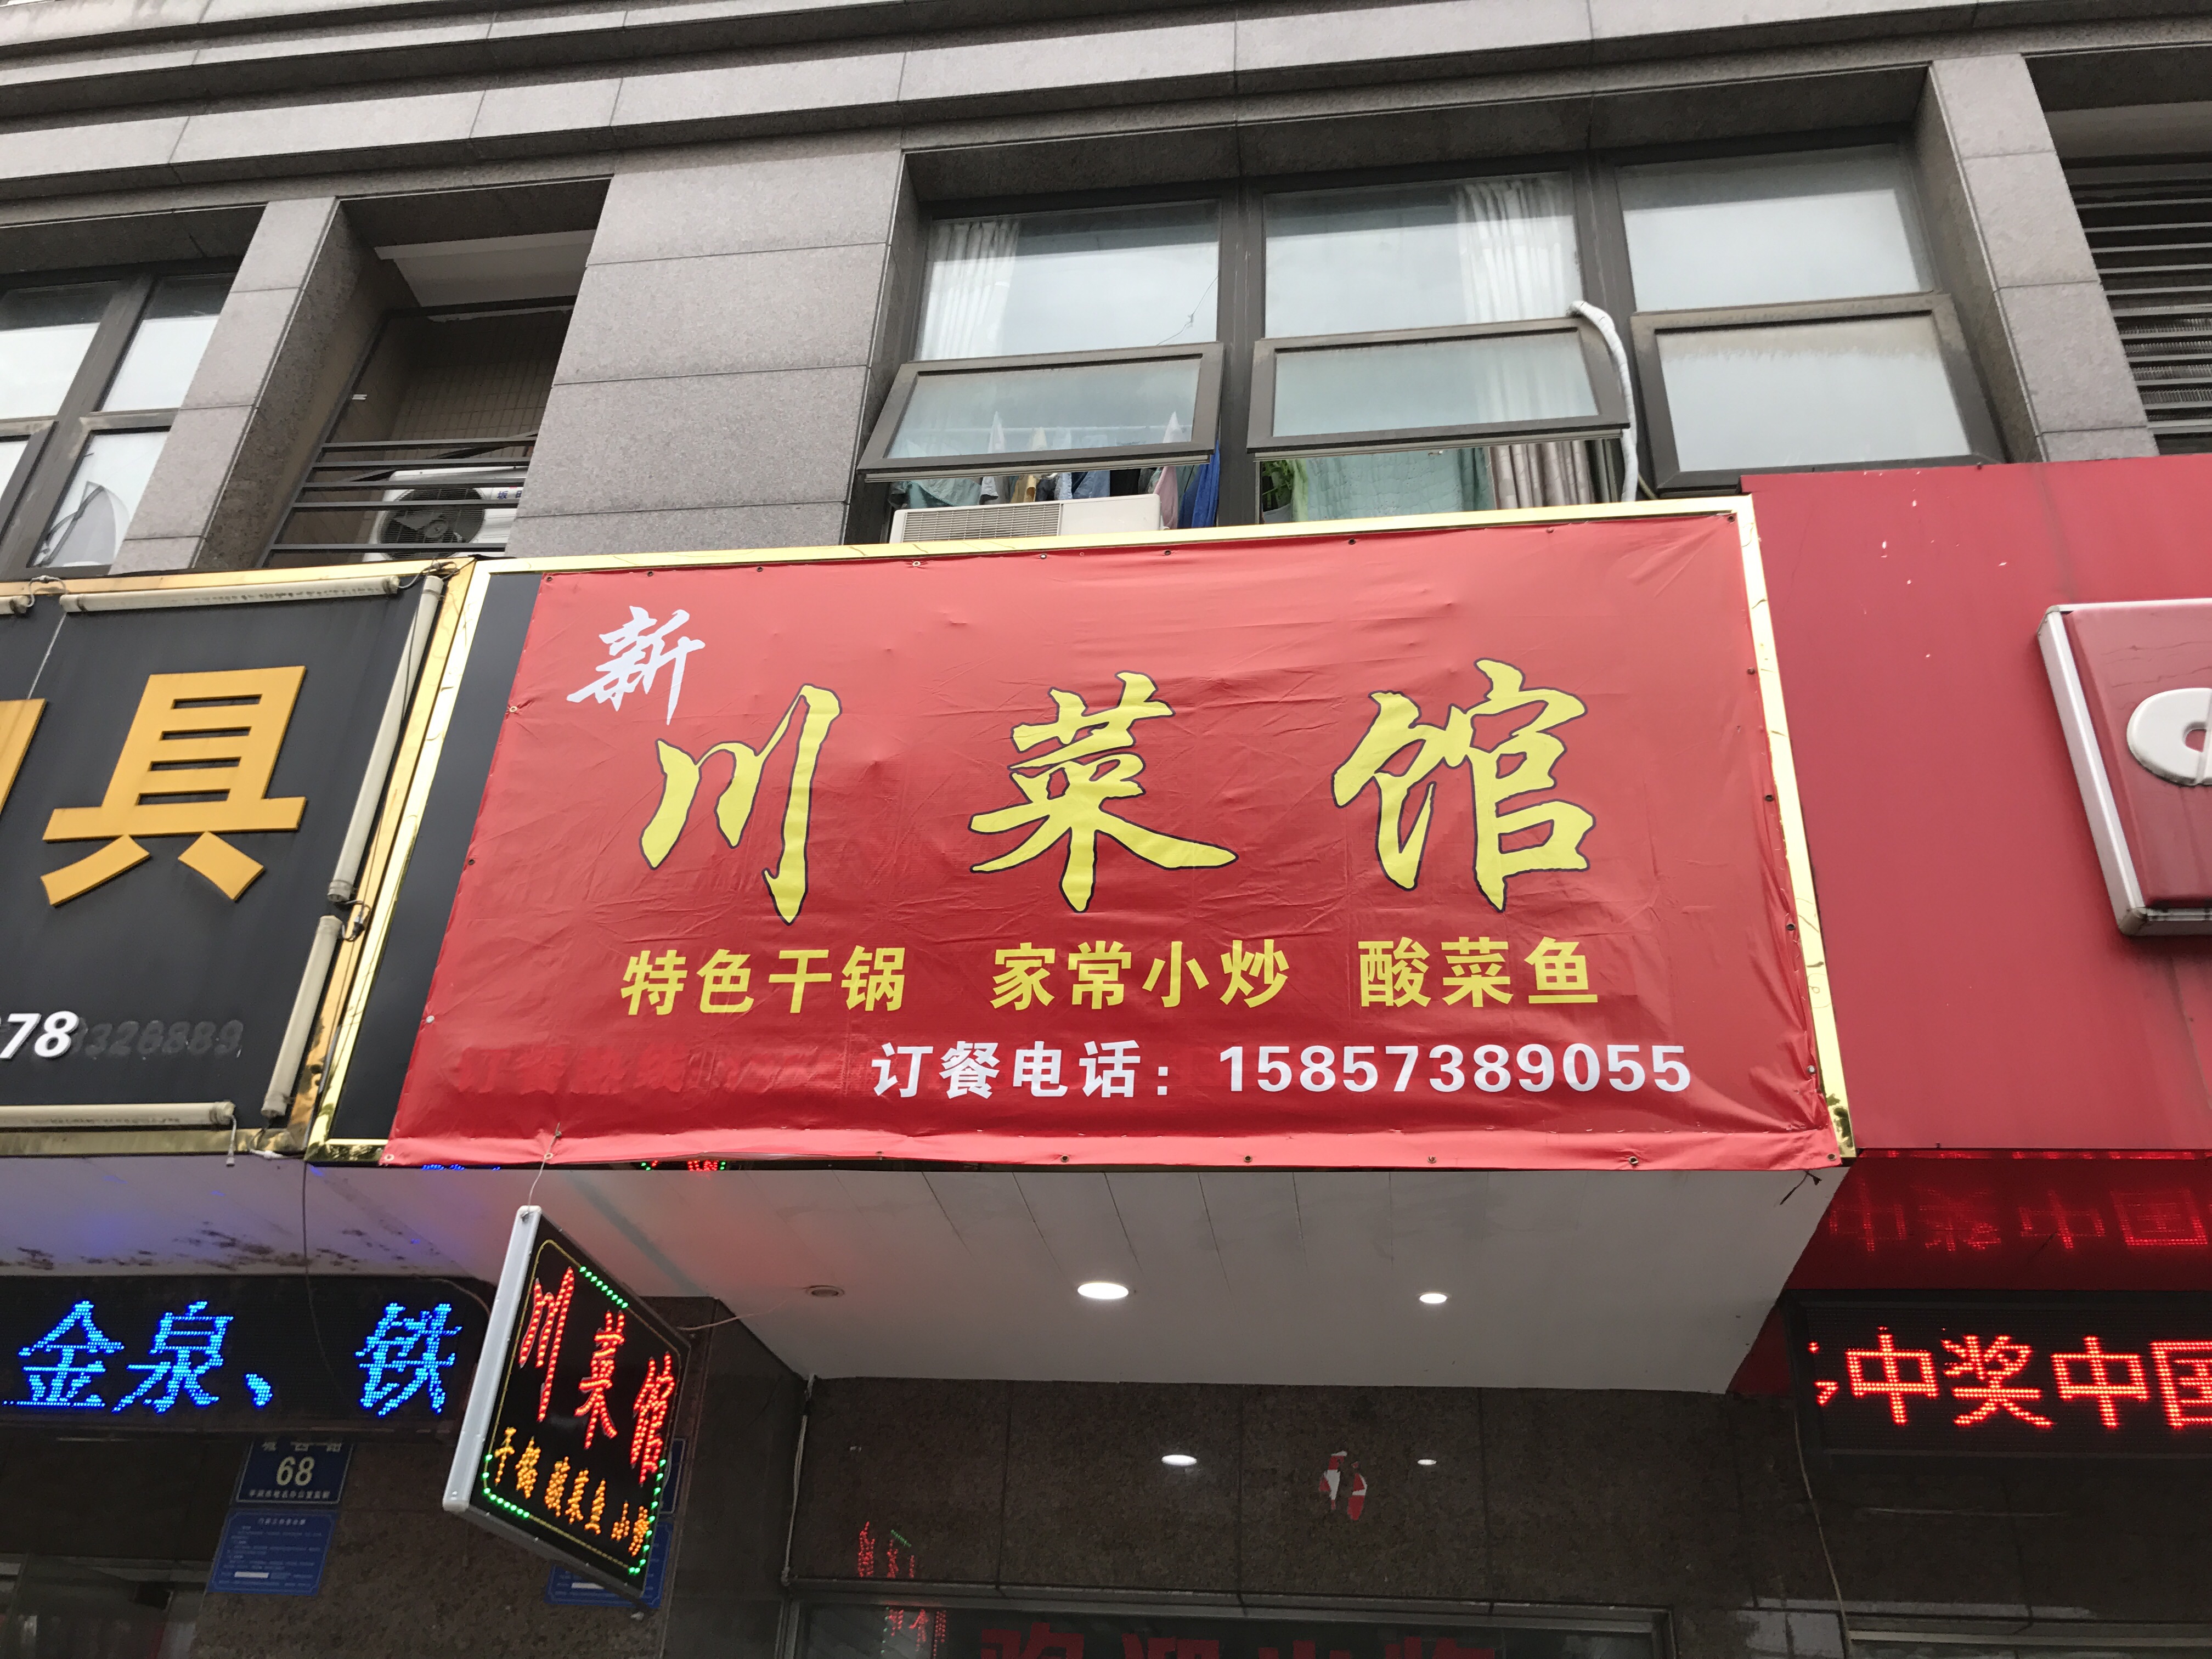 新
川菜馆
特色干锅 家常小炒 酸菜鱼
订餐电话：15857389055
具
78
328889
金泉、铁
川菜馆
干锅 酸菜鱼 小炒
68
中奖中国